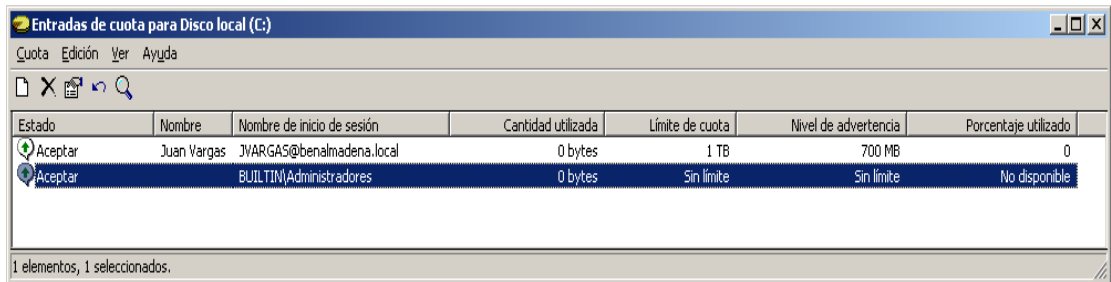 Entradas de cuota para Disco local (C:)
Cuota Edición Ver Ayuda
Estado Nombre Nombre de inicio de sesión Cantidad utilizada Límite de cuota Nivel de advertencia Porcentaje utilizado
Aceptar Juan Vargas JVARGAS@benalmadena.local 0 bytes 1 TB 700 MB 0
Aceptar BUILTIN\Administradores 0 bytes Sin límite Sin límite No disponible
1 elementos, 1 seleccionados.